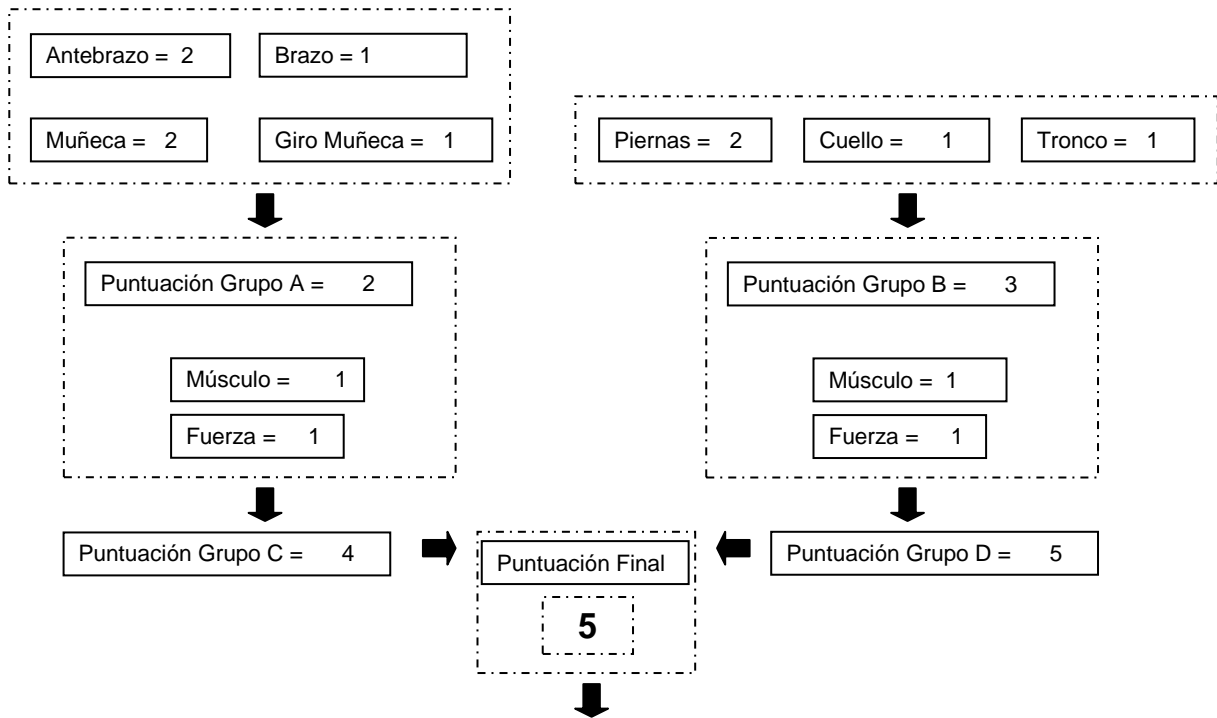 Antebrazo = 2
Brazo = 1
Muñeca = 2
Giro Muñeca = 1
Piernas = 2
Cuello = 1
Tronco = 1
Puntuación Grupo A = 2
Músculo = 1
Fuerza = 1
Puntuación Grupo B = 3
Músculo = 1
Fuerza = 1
Puntuación Grupo C = 4
Puntuación Final
5
Puntuación Grupo D = 5